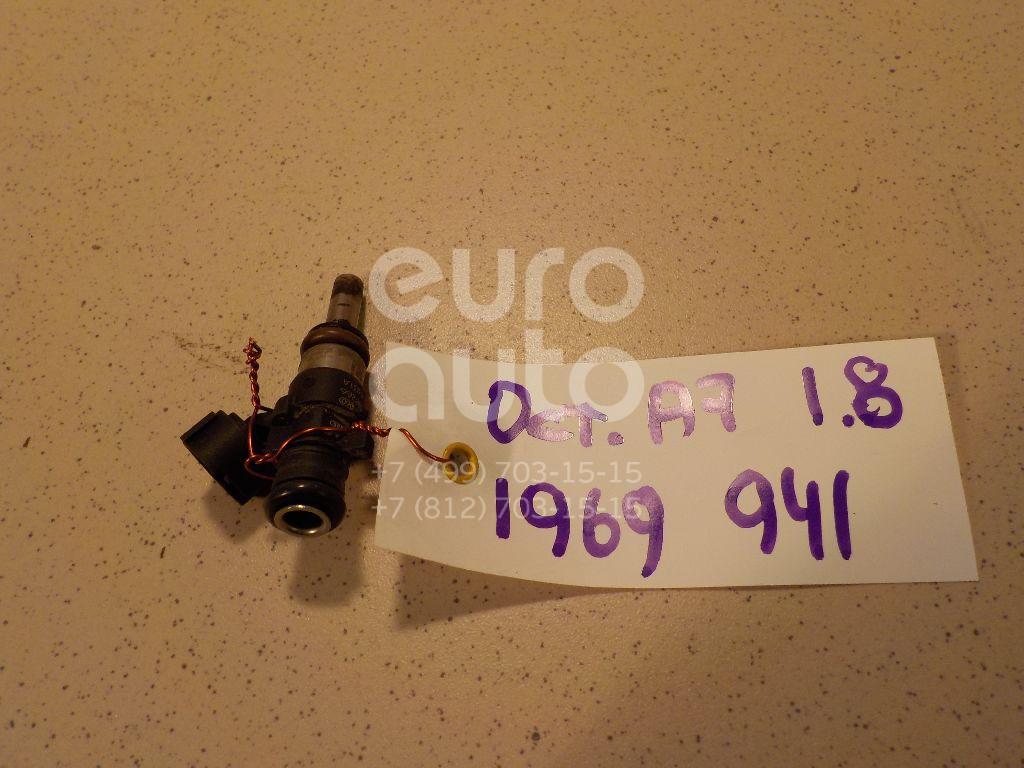 euro
auto
Oct. A7 1.8
+7 (499) 703-15-15
+7 (812) 703-15-15
1969 941